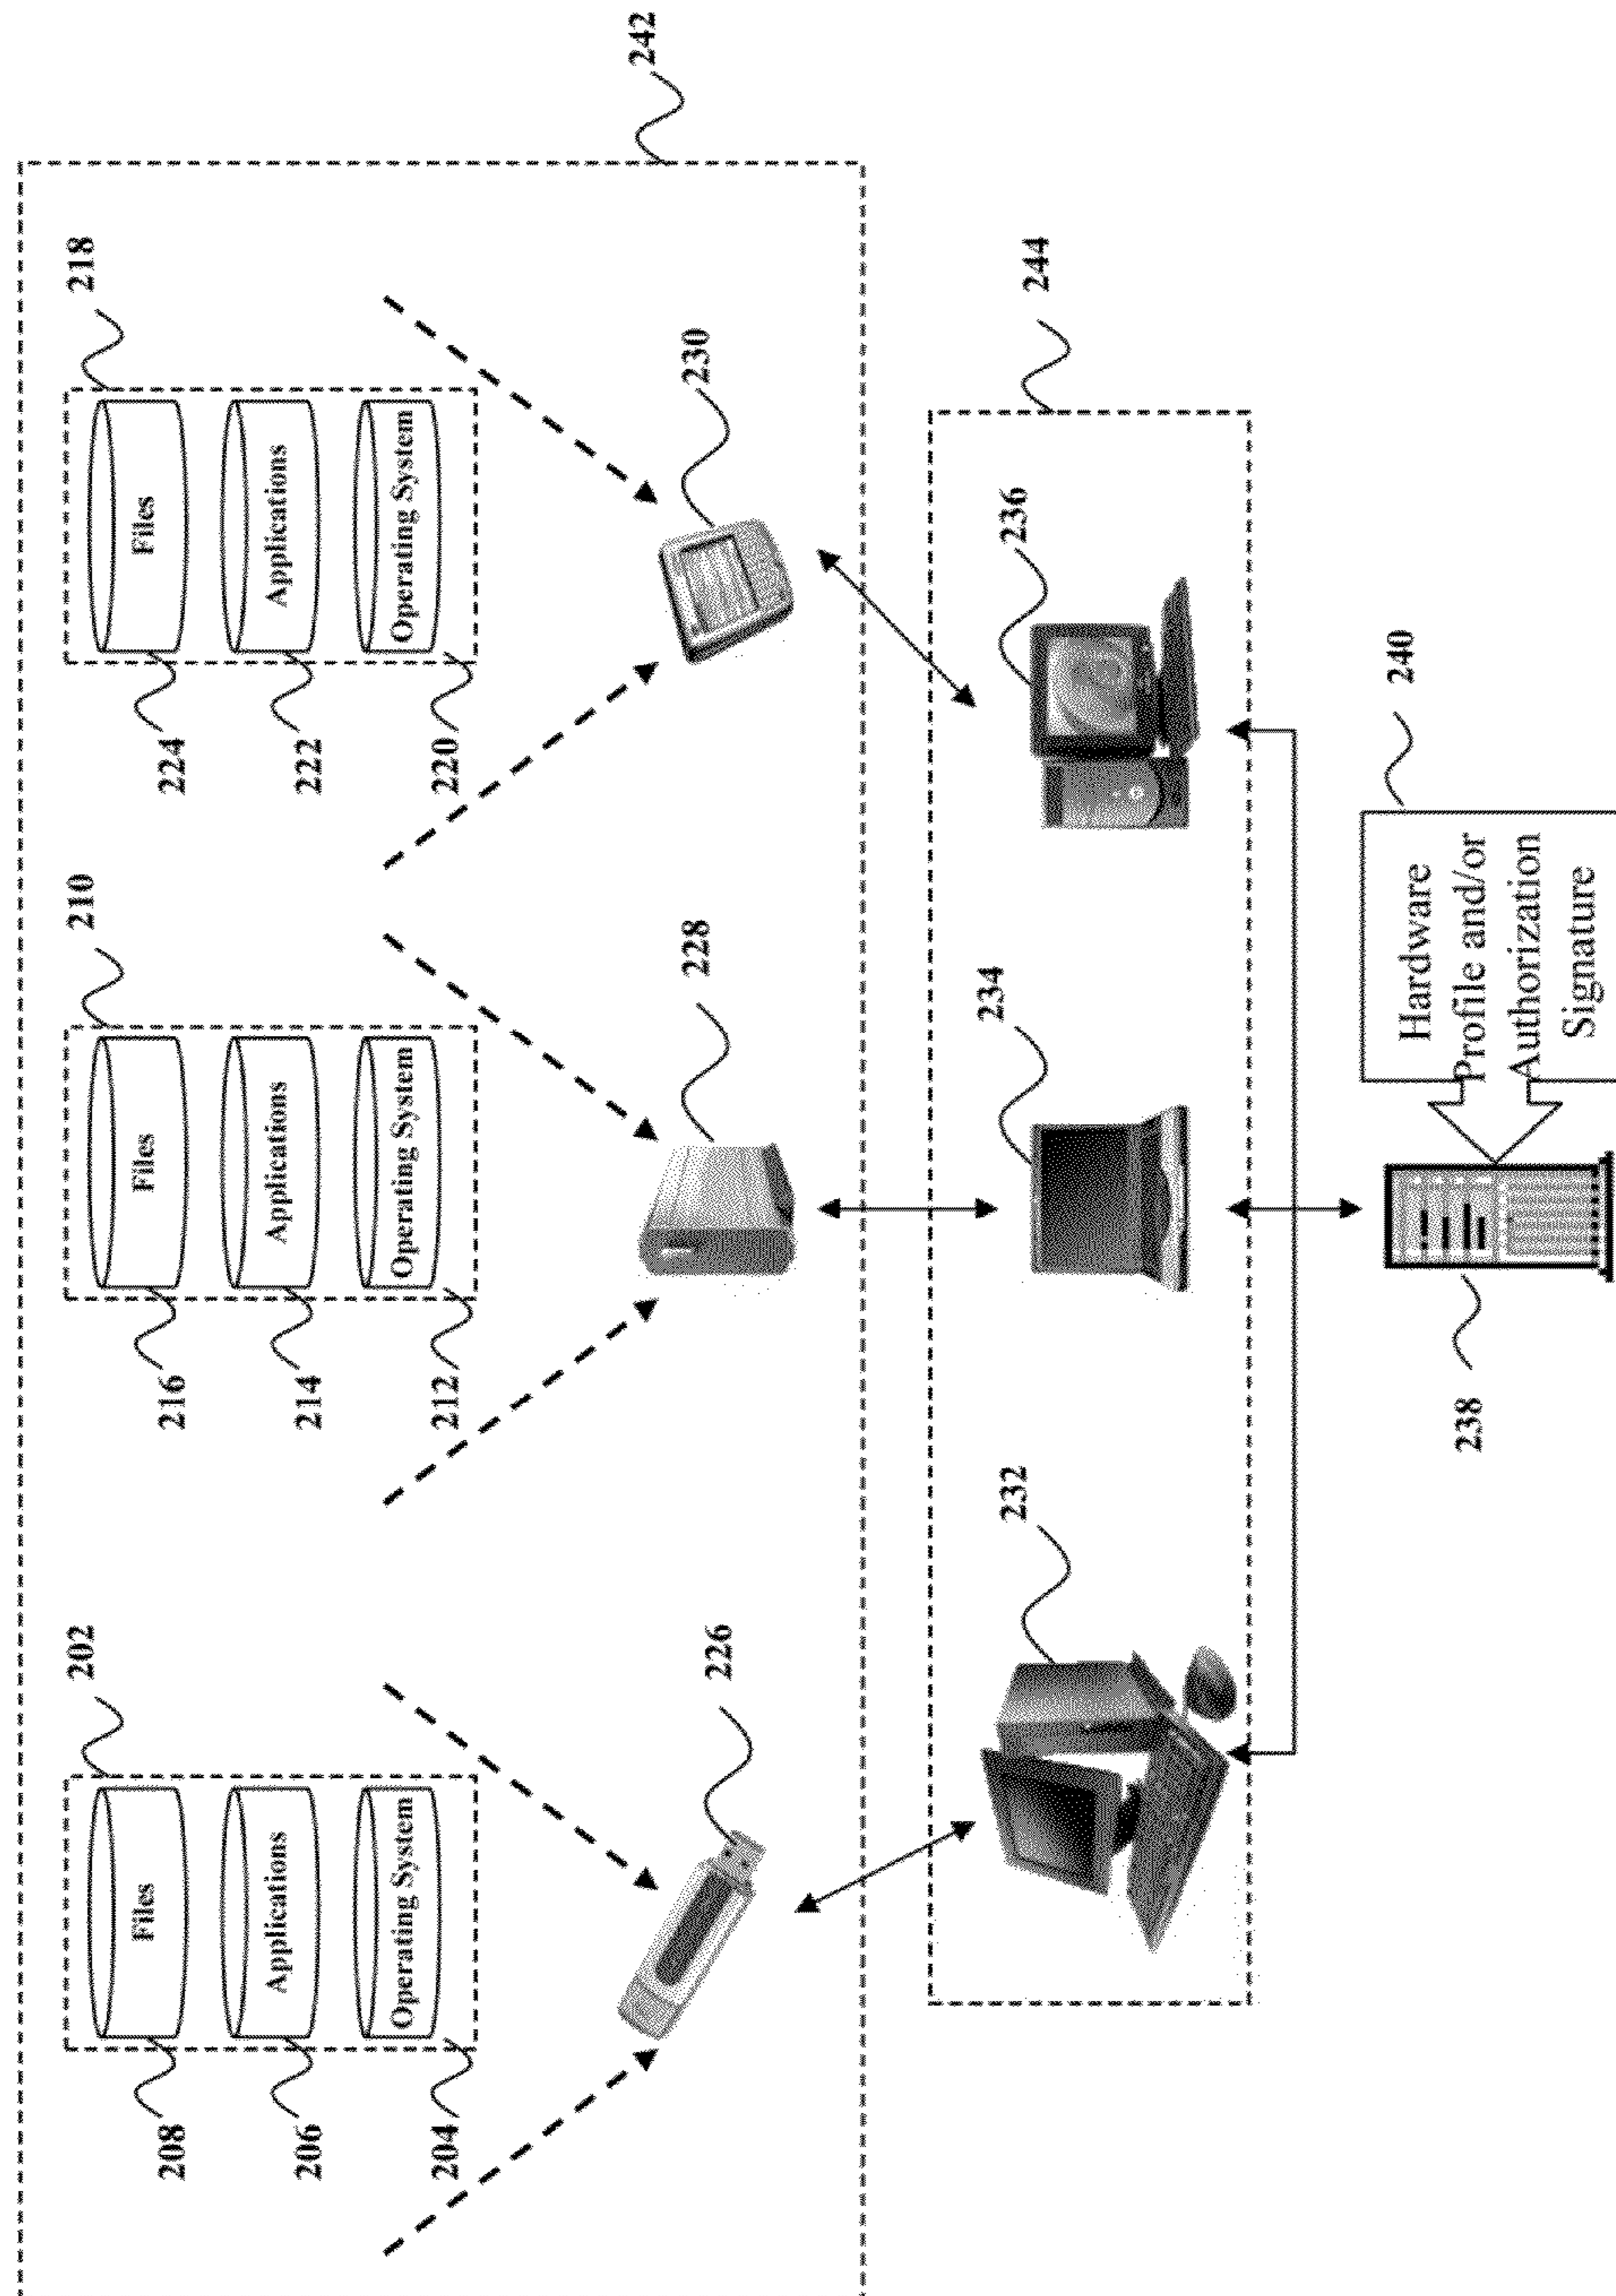 242
202
210
218
Files
Files
Files
208
216
224
Applications
Applications
Applications
206
214
222
Operating System
Operating System
Operating System
204
212
220
226
228
230
244
232
234
236
240
238
Hardware
Profile and/or
Authorization
Signature